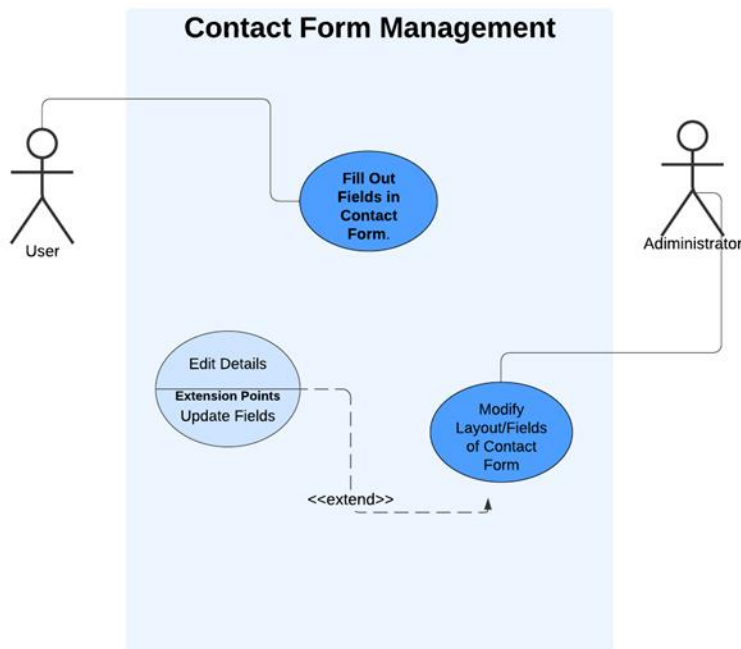 Contact Form Management
Fill Out
Fields in
Contact
Form.
User
Adiministrator
Edit Details
Extension Points
Update Fields
Modify
Layout/Fields
of Contact
Form
<<extend>>